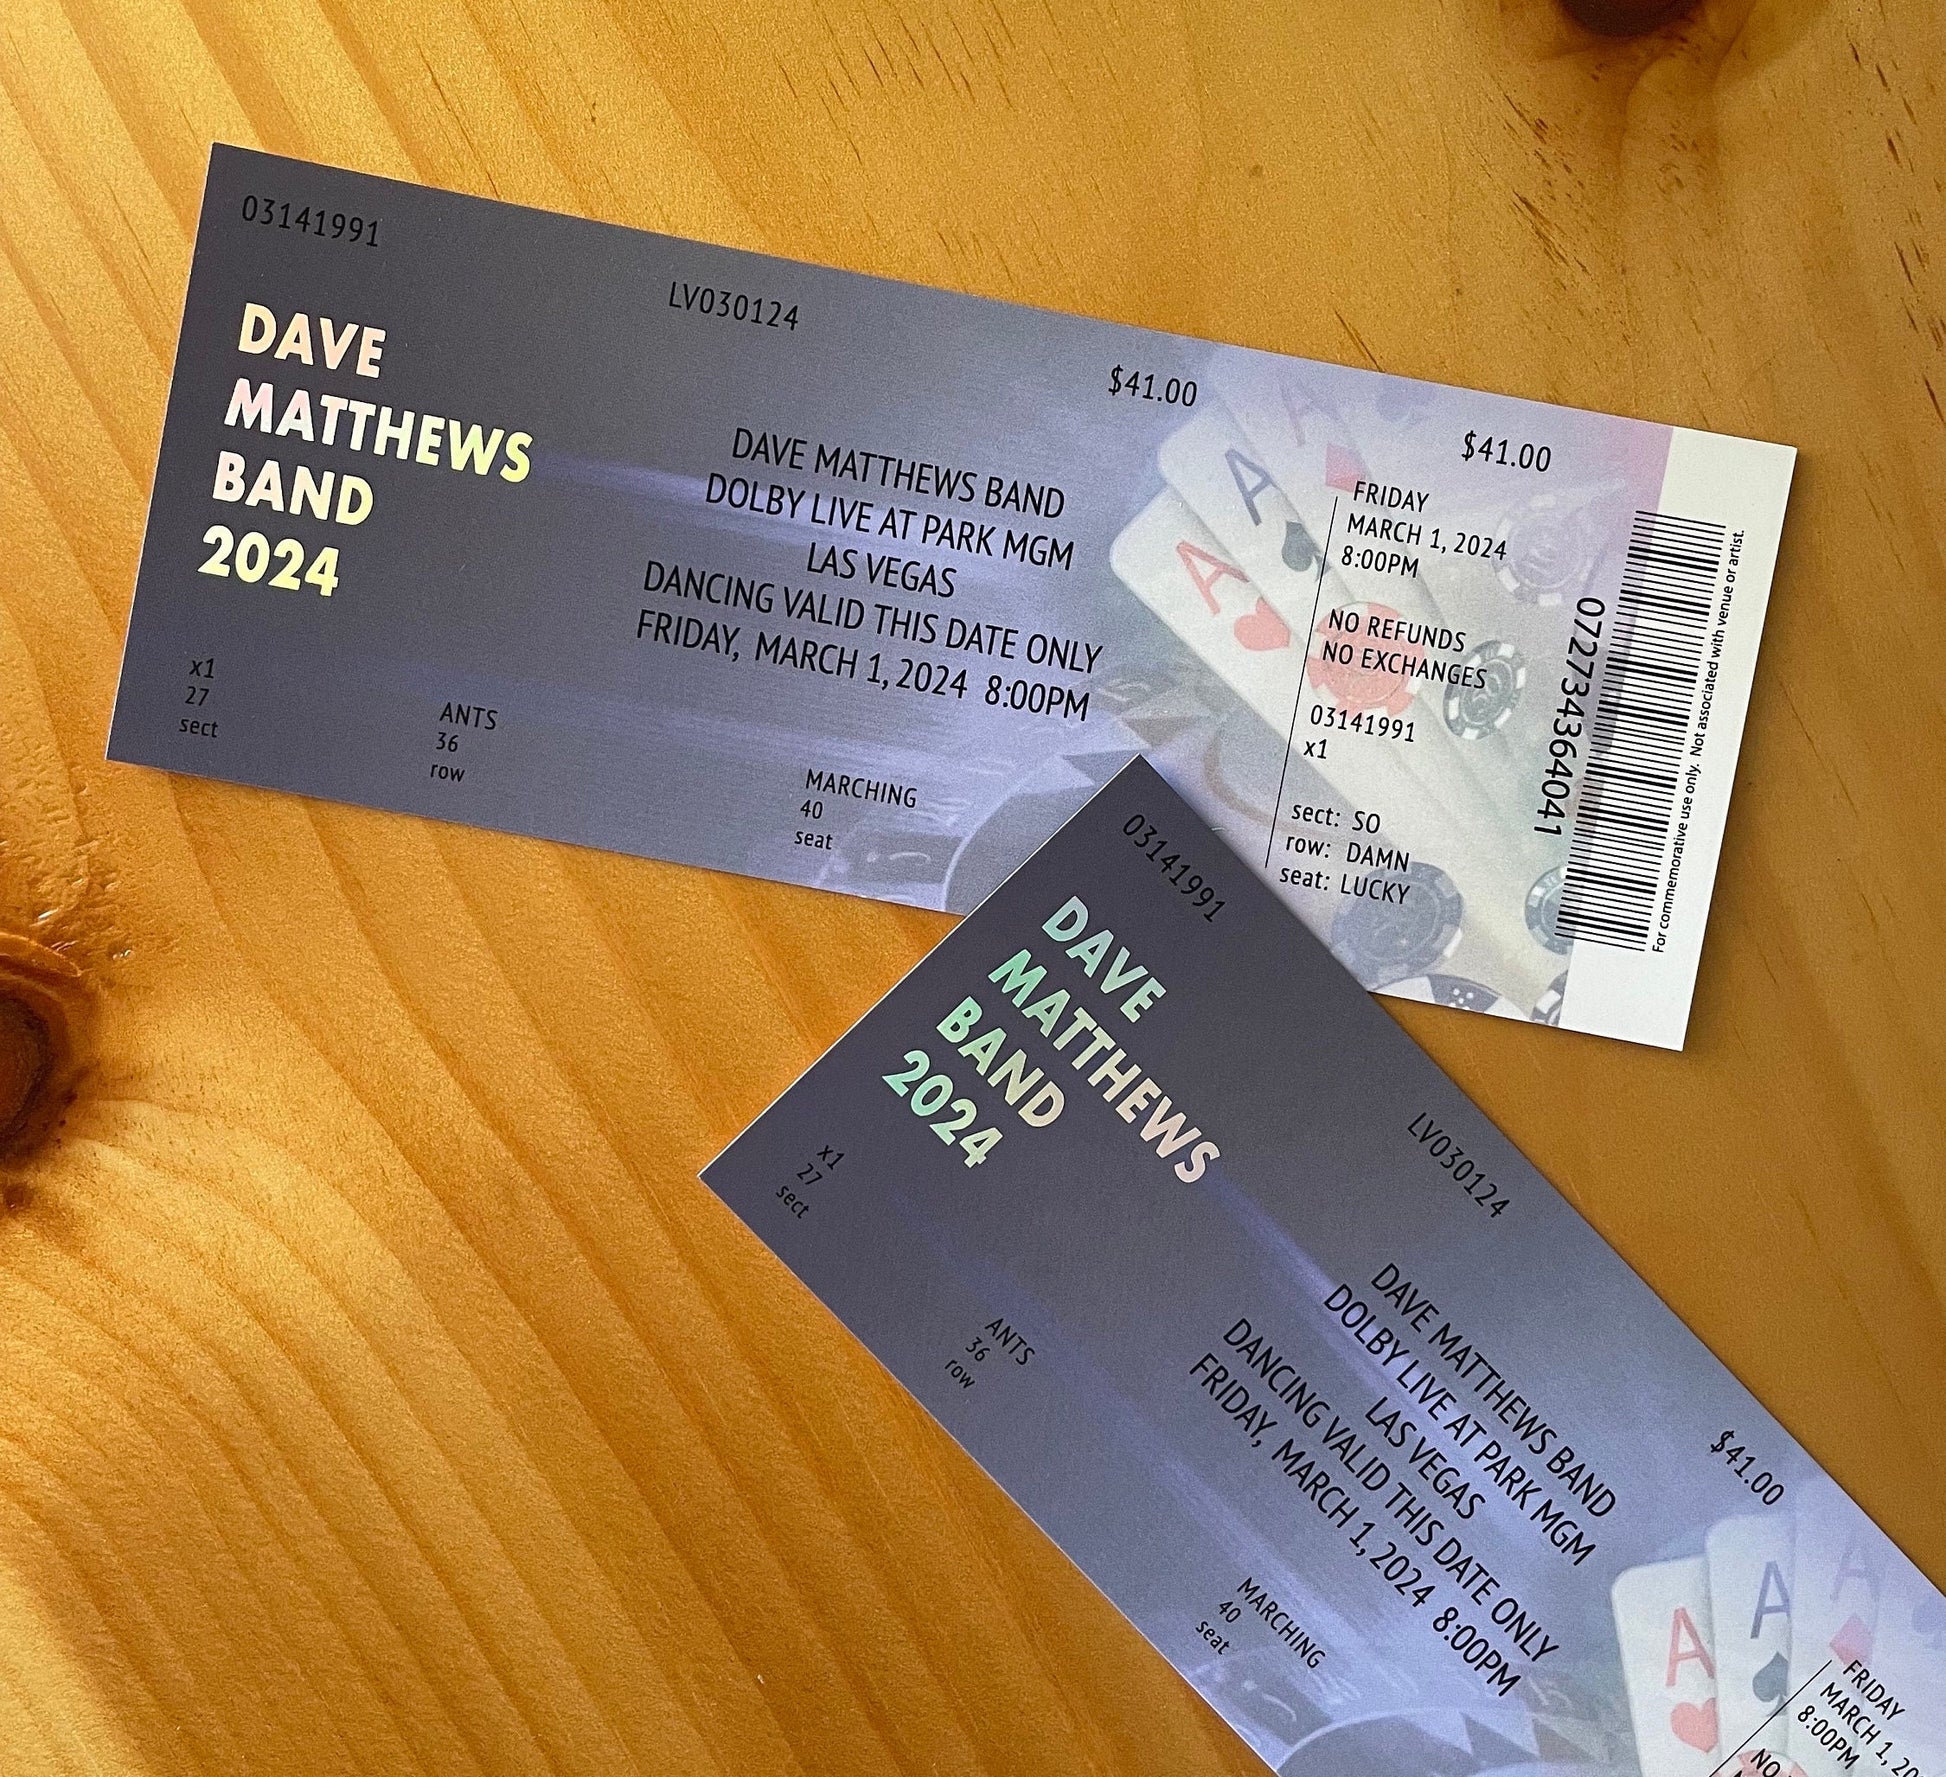 03141991
LV030124
$41.00
DAVE
MATTHEWS
BAND
2024
DAVE MATTHEWS BAND
DOLBY LIVE AT PARK MGM
LAS VEGAS
DANCING VALID THIS DATE ONLY
FRIDAY, MARCH 1, 2024 8:00PM
x1
27
sect
ANTS
36
row
MARCHING
40
seat
$41.00
FRIDAY
MARCH 1, 2024
8:00PM
NO REFUNDS
NO EXCHANGES
03141991
x1
sect: SO
row: DAMN
seat: LUCKY
072734364041
For commemorative use only. Not associated with venue or artist.
A
A
A
03141991
LV030124
$41.00
DAVE
MATTHEWS
BAND
2024
DAVE MATTHEWS BAND
DOLBY LIVE AT PARK MGM
LAS VEGAS
DANCING VALID THIS DATE ONLY
FRIDAY, MARCH 1, 2024 8:00PM
x1
27
sect
ANTS
36
row
MARCHING
40
seat
A
A
A
FRIDAY
MARCH 1, 20
8:00PM
NO